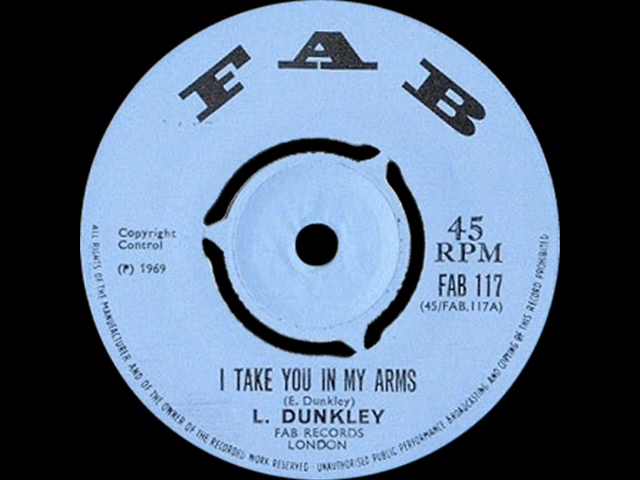 FAB
Copyright
Control
(P) 1969
45
RPM
FAB 117
(45/FAB.117A)
I TAKE YOU IN MY ARMS
(E. Dunkley)
L. DUNKLEY
FAB RECORDS
LONDON
ALL RIGHTS OF THE MANUFACTURER AND OF THE OWNER OF THE RECORDED WORK RESERVED · UNAUTHORISED PUBLIC PERFORMANCE BROADCASTING AND COPYING OF THIS RECORD PROHIBITED